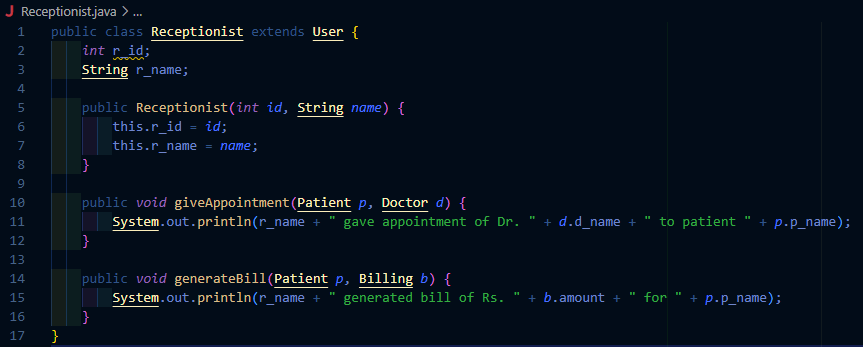 J Receptionist.java > ...
1 public class Receptionist extends User {
2     int r_id;
3     String r_name;
4
5     public Receptionist(int id, String name) {
6         this.r_id = id;
7         this.r_name = name;
8     }
9
10     public void giveAppointment(Patient p, Doctor d) {
11         System.out.println(r_name + " gave appointment of Dr. " + d.d_name + " to patient " + p.p_name);
12     }
13
14     public void generateBill(Patient p, Billing b) {
15         System.out.println(r_name + " generated bill of Rs. " + b.amount + " for " + p.p_name);
16     }
17 }